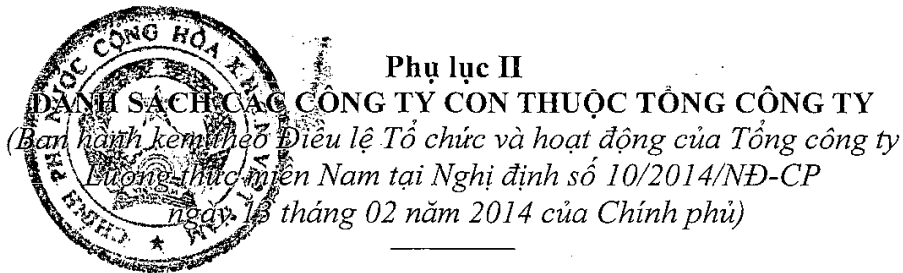 Phụ lục II
DANH SÁCH CÁC CÔNG TY CON THUỘC TỔNG CÔNG TY
(Ban hành kèm theo Điều lệ Tổ chức và hoạt động của Tổng công ty
Lương thực miền Nam tại Nghị định số 10/2014/NĐ-CP
ngày 13 tháng 02 năm 2014 của Chính phủ)